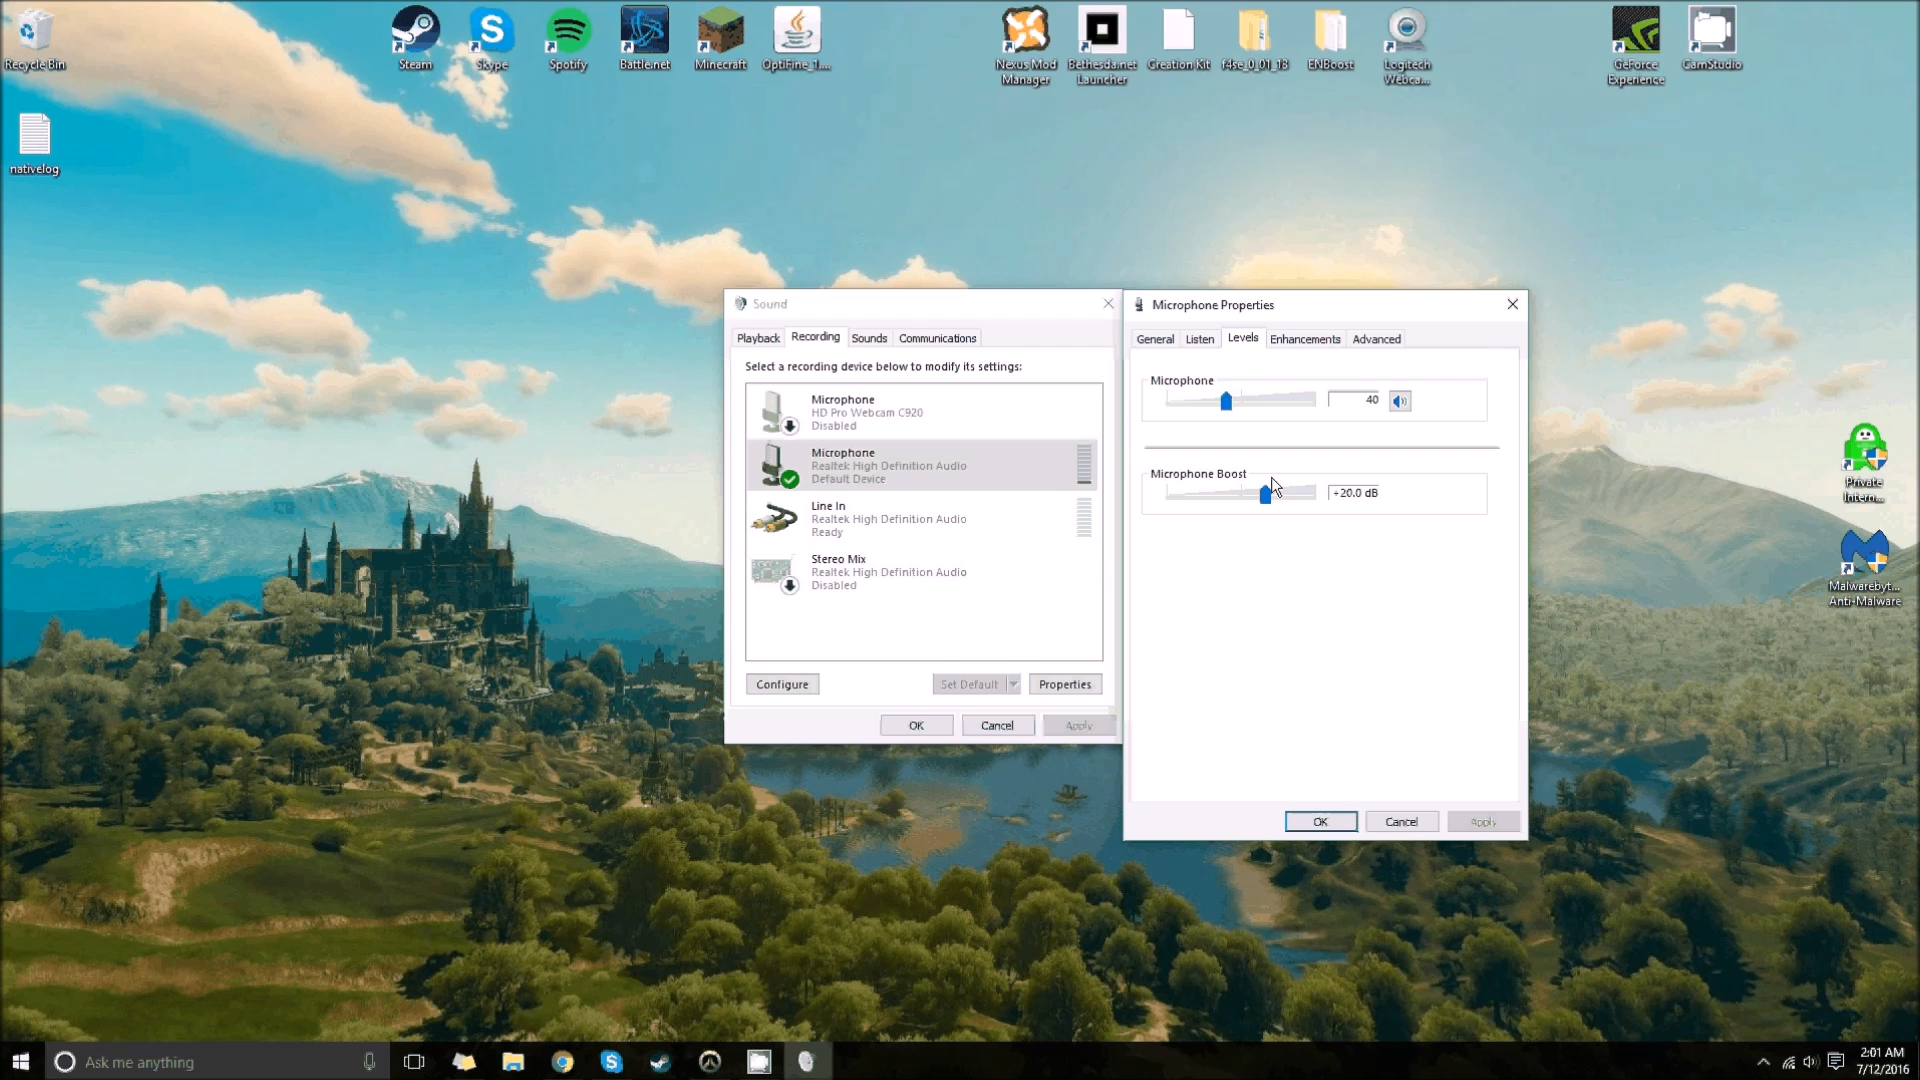 Recycle Bin
Steam
Skype
Spotify
Battle.net
Minecraft
OptiFine_1....
Nexus Mod
Manager
Bethesda.net
Launcher
Creation Kit
f4se_0_01_18
ENBoost
Logitech
Webca...
GeForce
Experience
CamStudio
nativelog
Private
Intern...
Malwarebyt...
Anti-Malware
Sound
Playback
Recording
Sounds
Communications
Select a recording device below to modify its settings:
Microphone
HD Pro Webcam C920
Disabled
Microphone
Realtek High Definition Audio
Default Device
Line In
Realtek High Definition Audio
Ready
Stereo Mix
Realtek High Definition Audio
Disabled
Configure
Set Default
Properties
OK
Cancel
Apply
Microphone Properties
General
Listen
Levels
Enhancements
Advanced
Microphone
40
Microphone Boost
+20.0 dB
OK
Cancel
Apply
Ask me anything
2:01 AM
7/12/2016